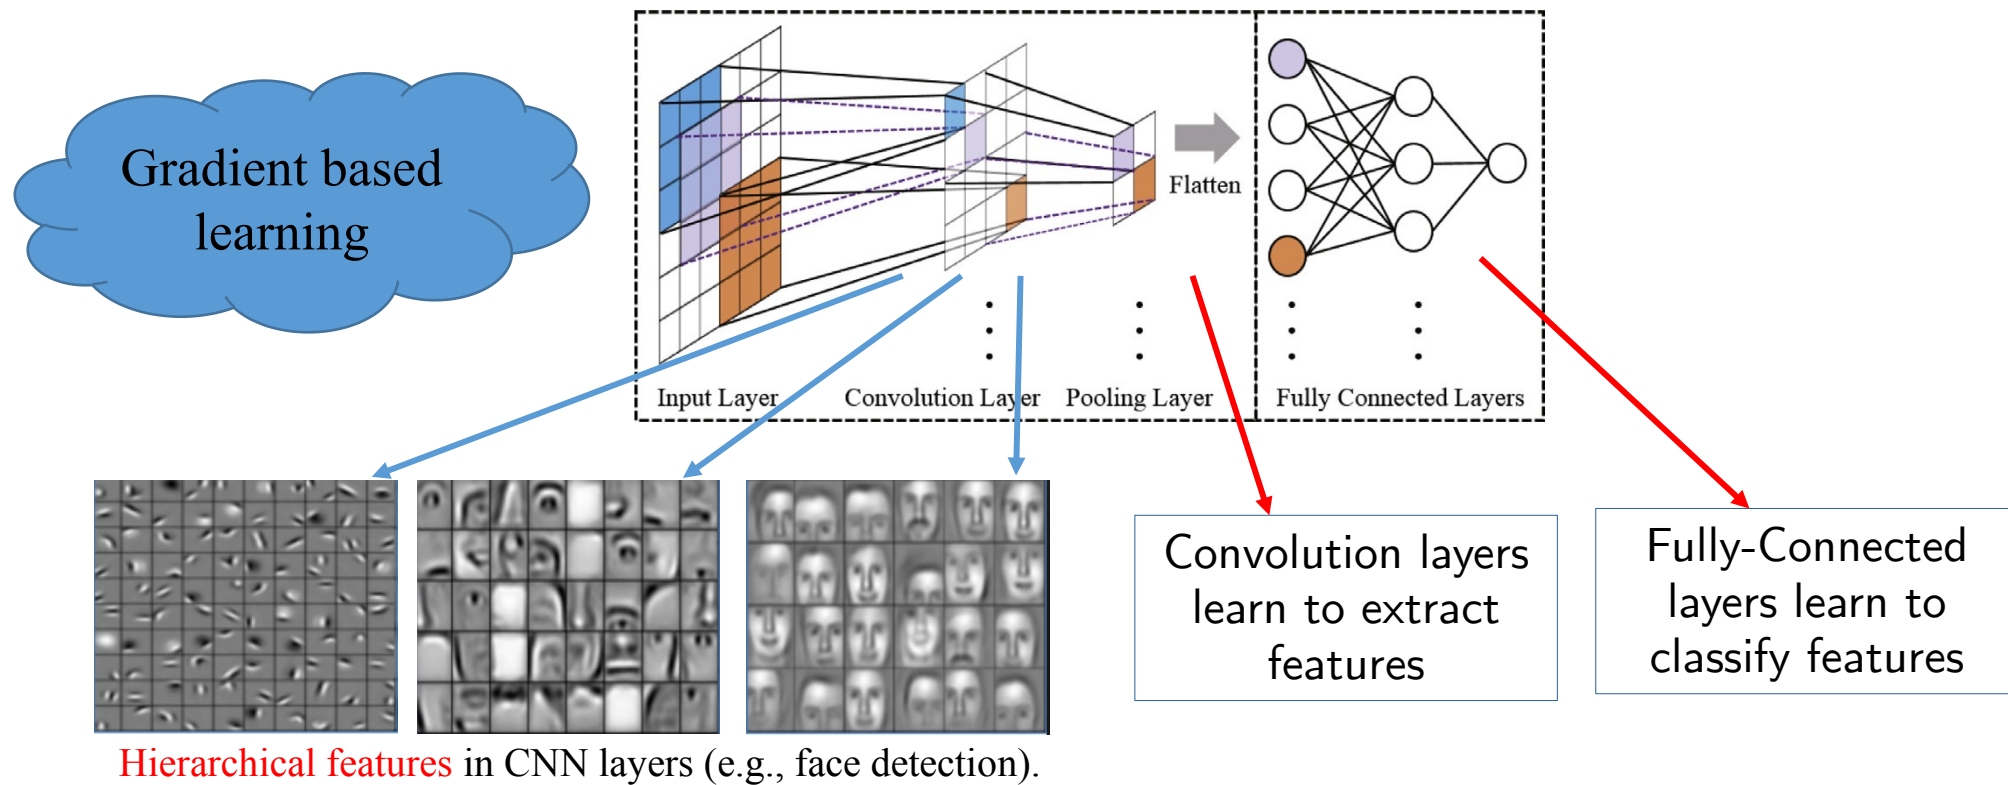 Gradient based
learning
Flatten
Input Layer
Convolution Layer
Pooling Layer
Fully Connected Layers
Convolution layers
learn to extract
features
Fully-Connected
layers learn to
classify features
Hierarchical features in CNN layers (e.g., face detection).